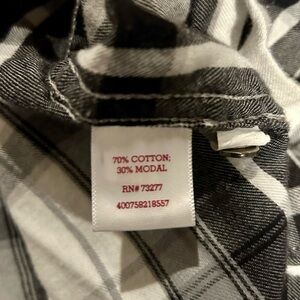 70% COTTON;
30% MODAL
RN# 73277
400758218557